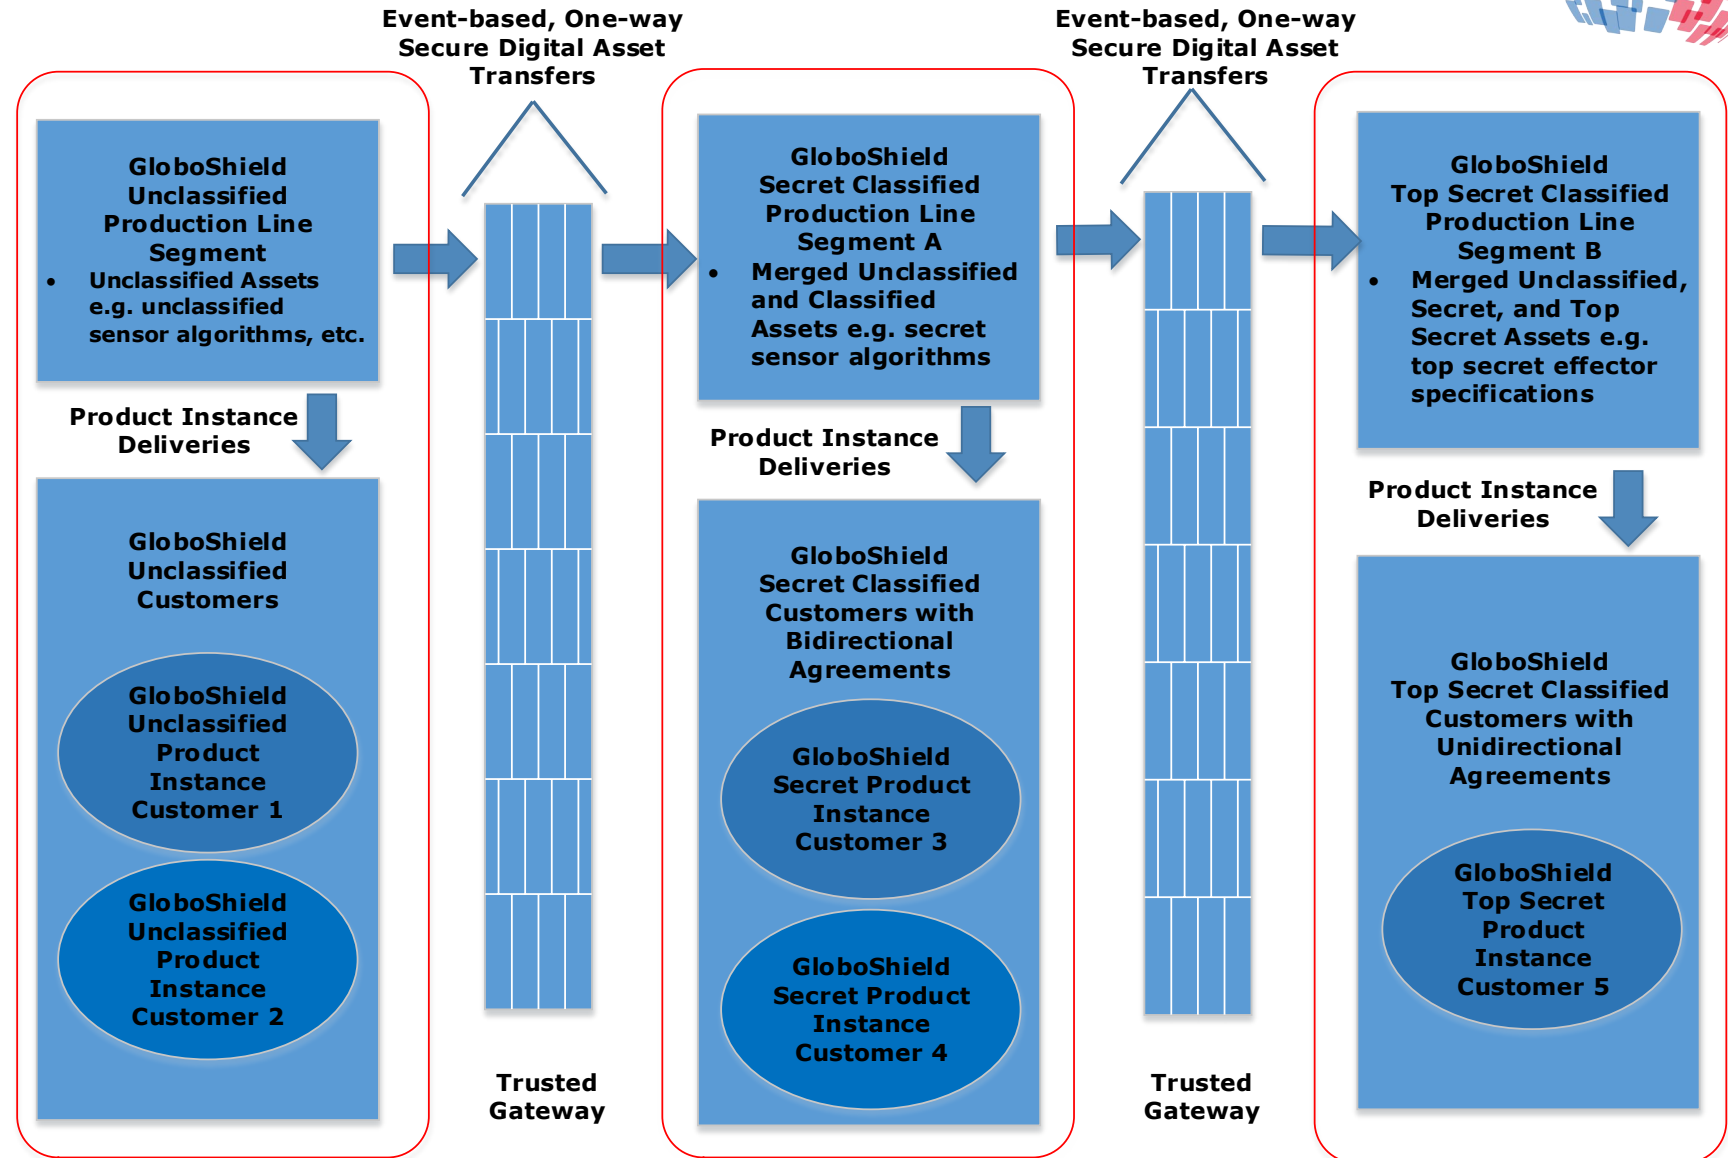 Event-based, One-way
Secure Digital Asset
Transfers
Event-based, One-way
Secure Digital Asset
Transfers
GloboShield
Unclassified
Production Line
Segment
• Unclassified Assets
e.g. unclassified
sensor algorithms, etc.
Product Instance
Deliveries
GloboShield
Unclassified
Customers
GloboShield
Unclassified
Product
Instance
Customer 1
GloboShield
Unclassified
Product
Instance
Customer 2
Trusted
Gateway
GloboShield
Secret Classified
Production Line
Segment A
• Merged Unclassified
and Classified
Assets e.g. secret
sensor algorithms
Product Instance
Deliveries
GloboShield
Secret Classified
Customers with
Bidirectional
Agreements
GloboShield
Secret Product
Instance
Customer 3
GloboShield
Secret Product
Instance
Customer 4
Trusted
Gateway
GloboShield
Top Secret Classified
Production Line
Segment B
• Merged Unclassified,
Secret, and Top
Secret Assets e.g.
top secret effector
specifications
Product Instance
Deliveries
GloboShield
Top Secret Classified
Customers with
Unidirectional
Agreements
GloboShield
Top Secret
Product
Instance
Customer 5